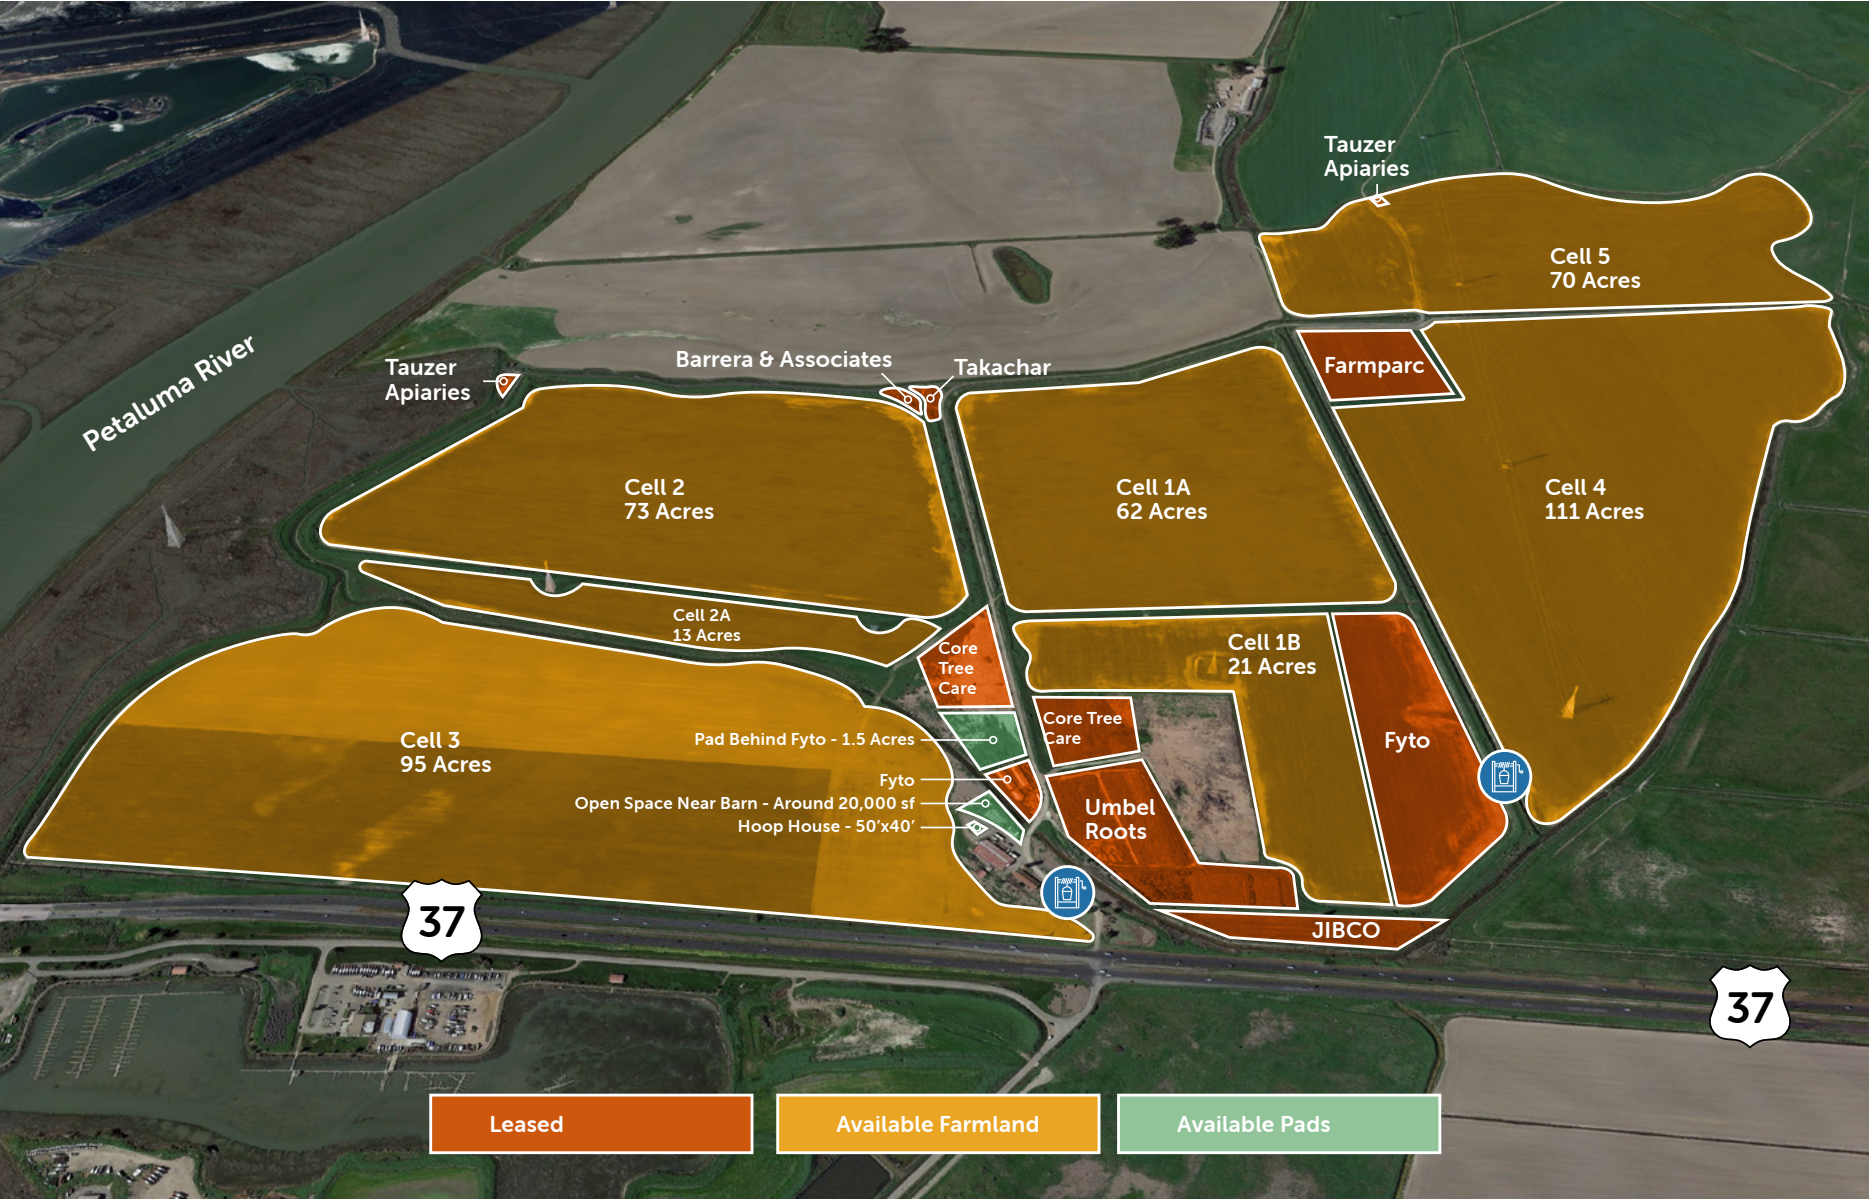 Tauzer
Apiaries
Cell 5
70 Acres
Petaluma River
Tauzer
Apiaries
Barrera & Associates
Takachar
Farmparc
Cell 2
73 Acres
Cell 1A
62 Acres
Cell 4
111 Acres
Cell 2A
13 Acres
Core
Tree
Care
Cell 1B
21 Acres
Cell 3
95 Acres
Pad Behind Fyto - 1.5 Acres
Core Tree
Care
Fyto
Fyto
Open Space Near Barn - Around 20,000 sf
Hoop House - 50’x40’
Umbel
Roots
37
JIBCO
37
Leased
Available Farmland
Available Pads